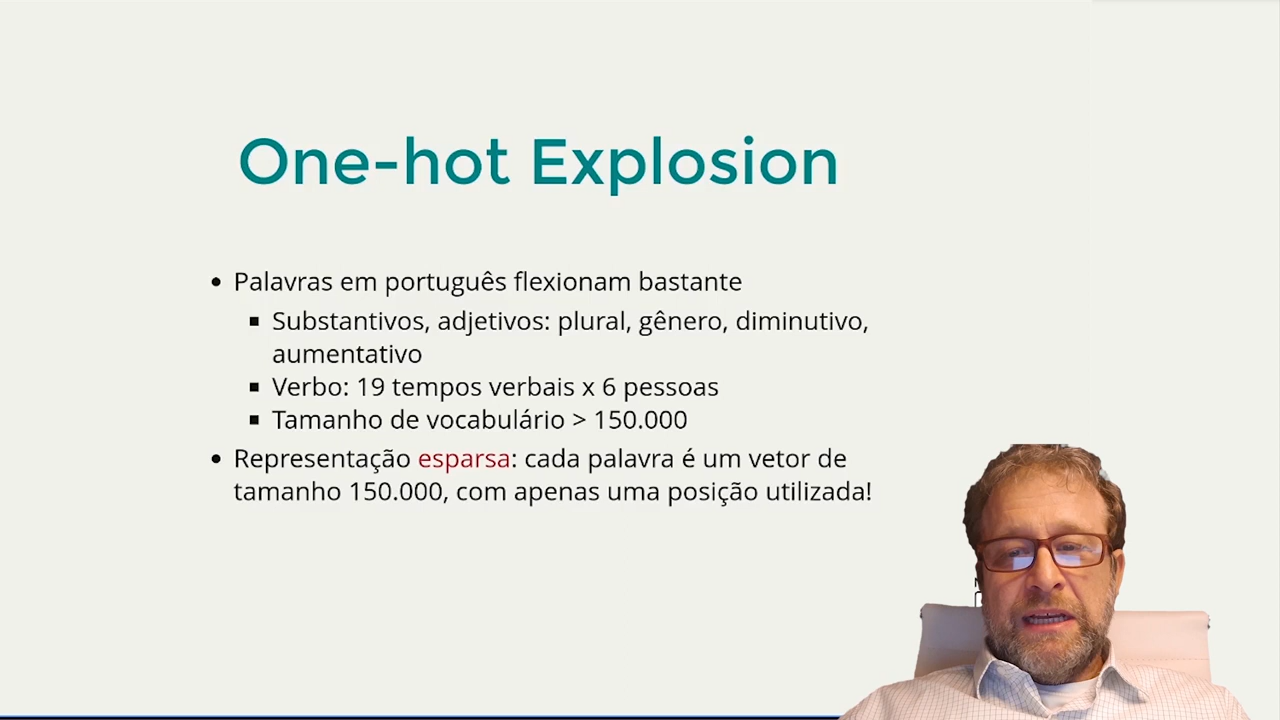 One-hot Explosion
• Palavras em português flexionam bastante
▪ Substantivos, adjetivos: plural, gênero, diminutivo,
aumentativo
▪ Verbo: 19 tempos verbais x 6 pessoas
▪ Tamanho de vocabulário > 150.000
• Representação esparsa: cada palavra é um vetor de
tamanho 150.000, com apenas uma posição utilizada!